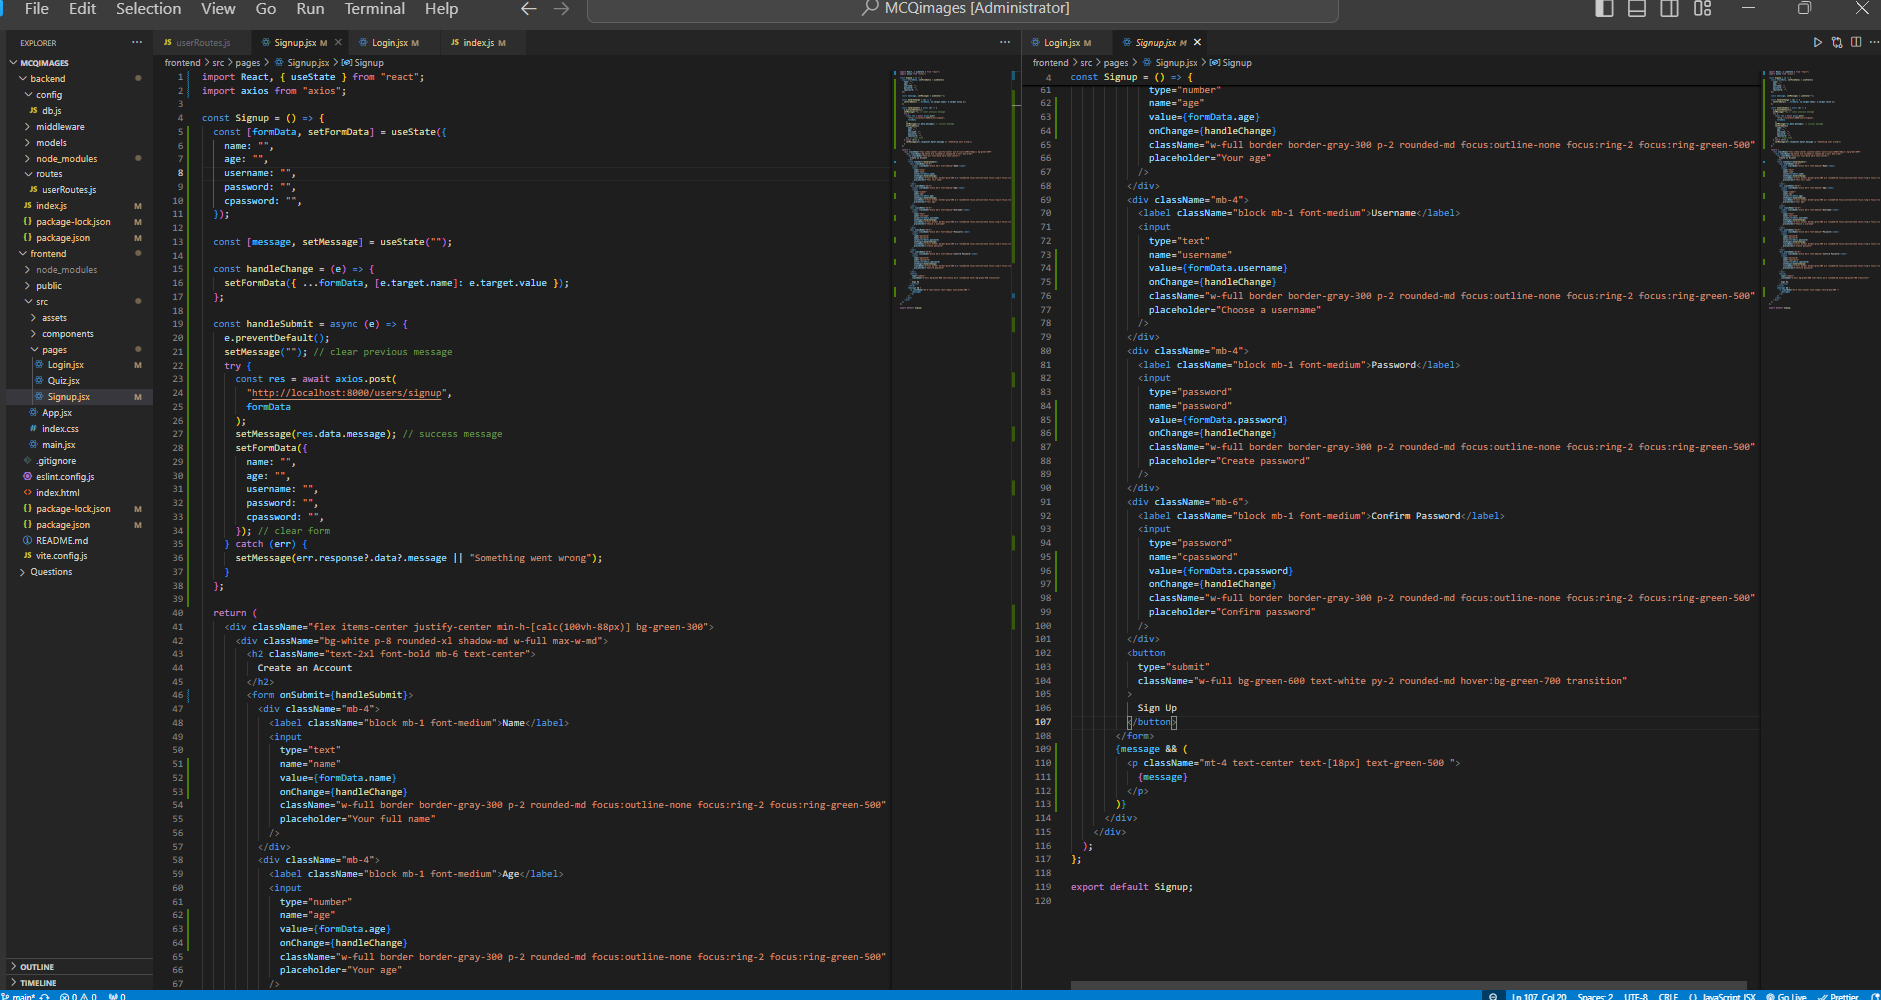 File Edit Selection View Go Run Terminal Help
MCQimages [Administrator]
EXPLORER
MCQIMAGES
backend
config
JS db.js
middleware
models
node_modules
routes
JS userRoutes.js
index.js M
package-lock.json M
package.json M
frontend
node_modules
public
src
assets
components
pages
Login.jsx M
Quiz.jsx
Signup.jsx M
App.jsx
# index.css
main.jsx
.gitignore
eslint.config.js
index.html
package-lock.json M
package.json M
README.md
JS vite.config.js
Questions
OUTLINE
TIMELINE
JS userRoutes.js Signup.jsx M Login.jsx M JS index.js M
frontend > src > pages > Signup.jsx > Signup
1 import React, { useState } from "react";
2 import axios from "axios";
3
4 const Signup = () => {
5 const [formData, setFormData] = useState({
6 name: "",
7 age: "",
8 username: "",
9 password: "",
10 cpassword: "",
11 });
12
13 const [message, setMessage] = useState("");
14
15 const handleChange = (e) => {
16 setFormData({ ...formData, [e.target.name]: e.target.value });
17 };
18
19 const handleSubmit = async (e) => {
20 e.preventDefault();
21 setMessage(""); // clear previous message
22 try {
23 const res = await axios.post(
24 "http://localhost:8000/users/signup",
25 formData
26 );
27 setMessage(res.data.message); // success message
28 setFormData({
29 name: "",
30 age: "",
31 username: "",
32 password: "",
33 cpassword: "",
34 }); // clear form
35 } catch (err) {
36 setMessage(err.response?.data?.message || "Something went wrong");
37 }
38 };
39
40 return (
41 <div className="flex items-center justify-center min-h-[calc(100vh-88px)] bg-green-300">
42 <div className="bg-white p-8 rounded-xl shadow-md w-full max-w-md">
43 <h2 className="text-2xl font-bold mb-6 text-center">
44 Create an Account
45 </h2>
46 <form onSubmit={handleSubmit}>
47 <div className="mb-4">
48 <label className="block mb-1 font-medium">Name</label>
49 <input
50 type="text"
51 name="name"
52 value={formData.name}
53 onChange={handleChange}
54 className="w-full border border-gray-300 p-2 rounded-md focus:outline-none focus:ring-2 focus:ring-green-500"
55 placeholder="Your full name"
56 />
57 </div>
58 <div className="mb-4">
59 <label className="block mb-1 font-medium">Age</label>
60 <input
61 type="number"
62 name="age"
63 value={formData.age}
64 onChange={handleChange}
65 className="w-full border border-gray-300 p-2 rounded-md focus:outline-none focus:ring-2 focus:ring-green-500"
66 placeholder="Your age"
67 />
Login.jsx M Signup.jsx M
frontend > src > pages > Signup.jsx > Signup
4 const Signup = () => {
61 type="number"
62 name="age"
63 value={formData.age}
64 onChange={handleChange}
65 className="w-full border border-gray-300 p-2 rounded-md focus:outline-none focus:ring-2 focus:ring-green-500"
66 placeholder="Your age"
67 />
68 </div>
69 <div className="mb-4">
70 <label className="block mb-1 font-medium">Username</label>
71 <input
72 type="text"
73 name="username"
74 value={formData.username}
75 onChange={handleChange}
76 className="w-full border border-gray-300 p-2 rounded-md focus:outline-none focus:ring-2 focus:ring-green-500"
77 placeholder="Choose a username"
78 />
79 </div>
80 <div className="mb-4">
81 <label className="block mb-1 font-medium">Password</label>
82 <input
83 type="password"
84 name="password"
85 value={formData.password}
86 onChange={handleChange}
87 className="w-full border border-gray-300 p-2 rounded-md focus:outline-none focus:ring-2 focus:ring-green-500"
88 placeholder="Create password"
89 />
90 </div>
91 <div className="mb-6">
92 <label className="block mb-1 font-medium">Confirm Password</label>
93 <input
94 type="password"
95 name="cpassword"
96 value={formData.cpassword}
97 onChange={handleChange}
98 className="w-full border border-gray-300 p-2 rounded-md focus:outline-none focus:ring-2 focus:ring-green-500"
99 placeholder="Confirm password"
100 />
101 </div>
102 <button
103 type="submit"
104 className="w-full bg-green-600 text-white py-2 rounded-md hover:bg-green-700 transition"
105 >
106 Sign Up
107 </button>
108 </form>
109 {message && (
110 <p className="mt-4 text-center text-[18px] text-green-500 ">
111 {message}
112 </p>
113 )}
114 </div>
115 </div>
116 );
117 };
118
119 export default Signup;
120
main* 0 0 0 Ln 107, Col 20 Spaces: 2 UTF-8 CRLF {} JavaScript JSX Go Live Prettier